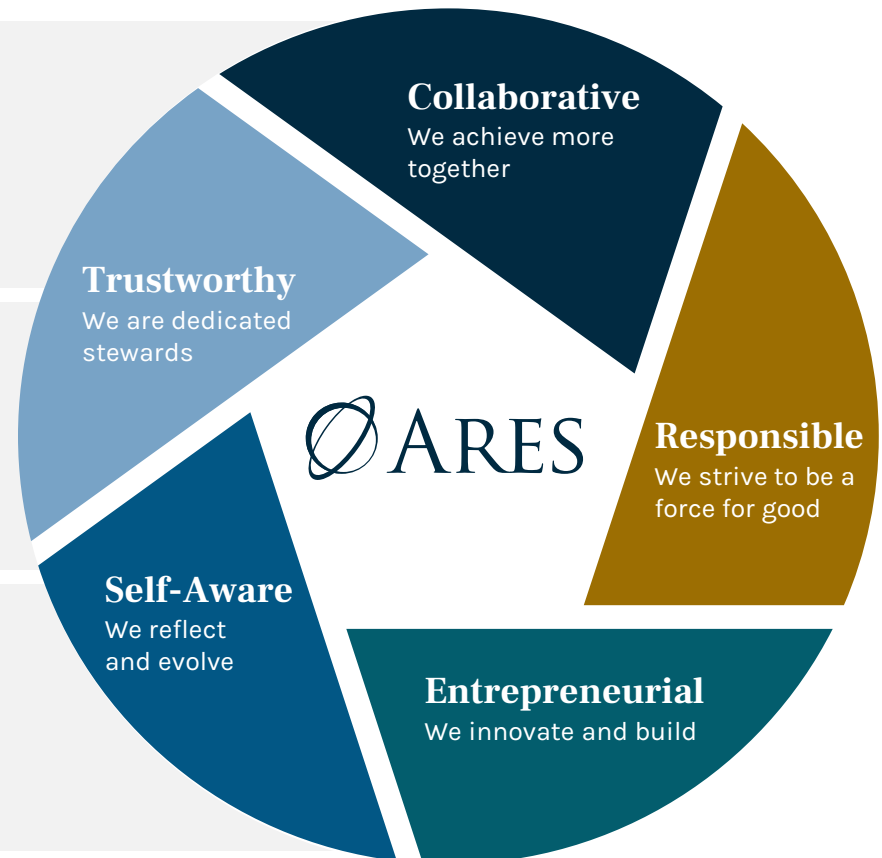 Collaborative
We achieve more
together
Trustworthy
We are dedicated
stewards
ARES
Responsible
We strive to be a
force for good
Self-Aware
We reflect
and evolve
Entrepreneurial
We innovate and build